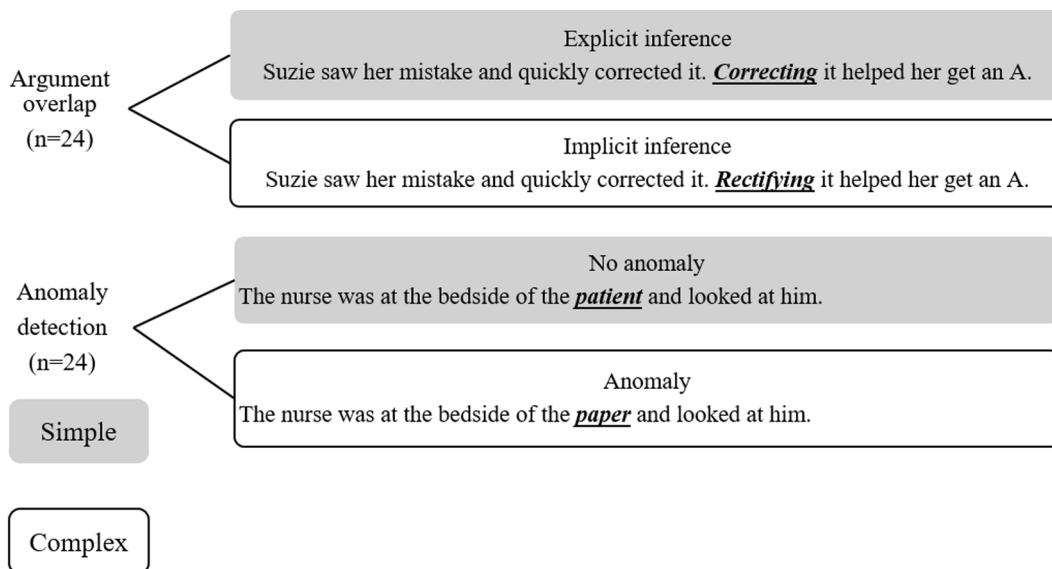 Argument
overlap
(n=24)
Explicit inference
Suzie saw her mistake and quickly corrected it. Correcting it helped her get an A.
Implicit inference
Suzie saw her mistake and quickly corrected it. Rectifying it helped her get an A.
Anomaly
detection
(n=24)
No anomaly
The nurse was at the bedside of the patient and looked at him.
Anomaly
The nurse was at the bedside of the paper and looked at him.
Simple
Complex